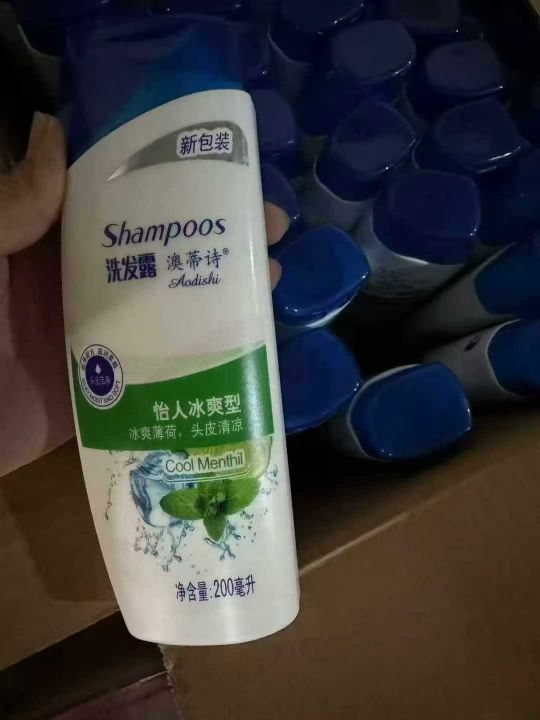 新包装
Shampoos
洗发露 澳蒂诗®
Aodishi
怡人冰爽型
冰爽薄荷，头皮清凉
Cool Menthil
净含量:200毫升